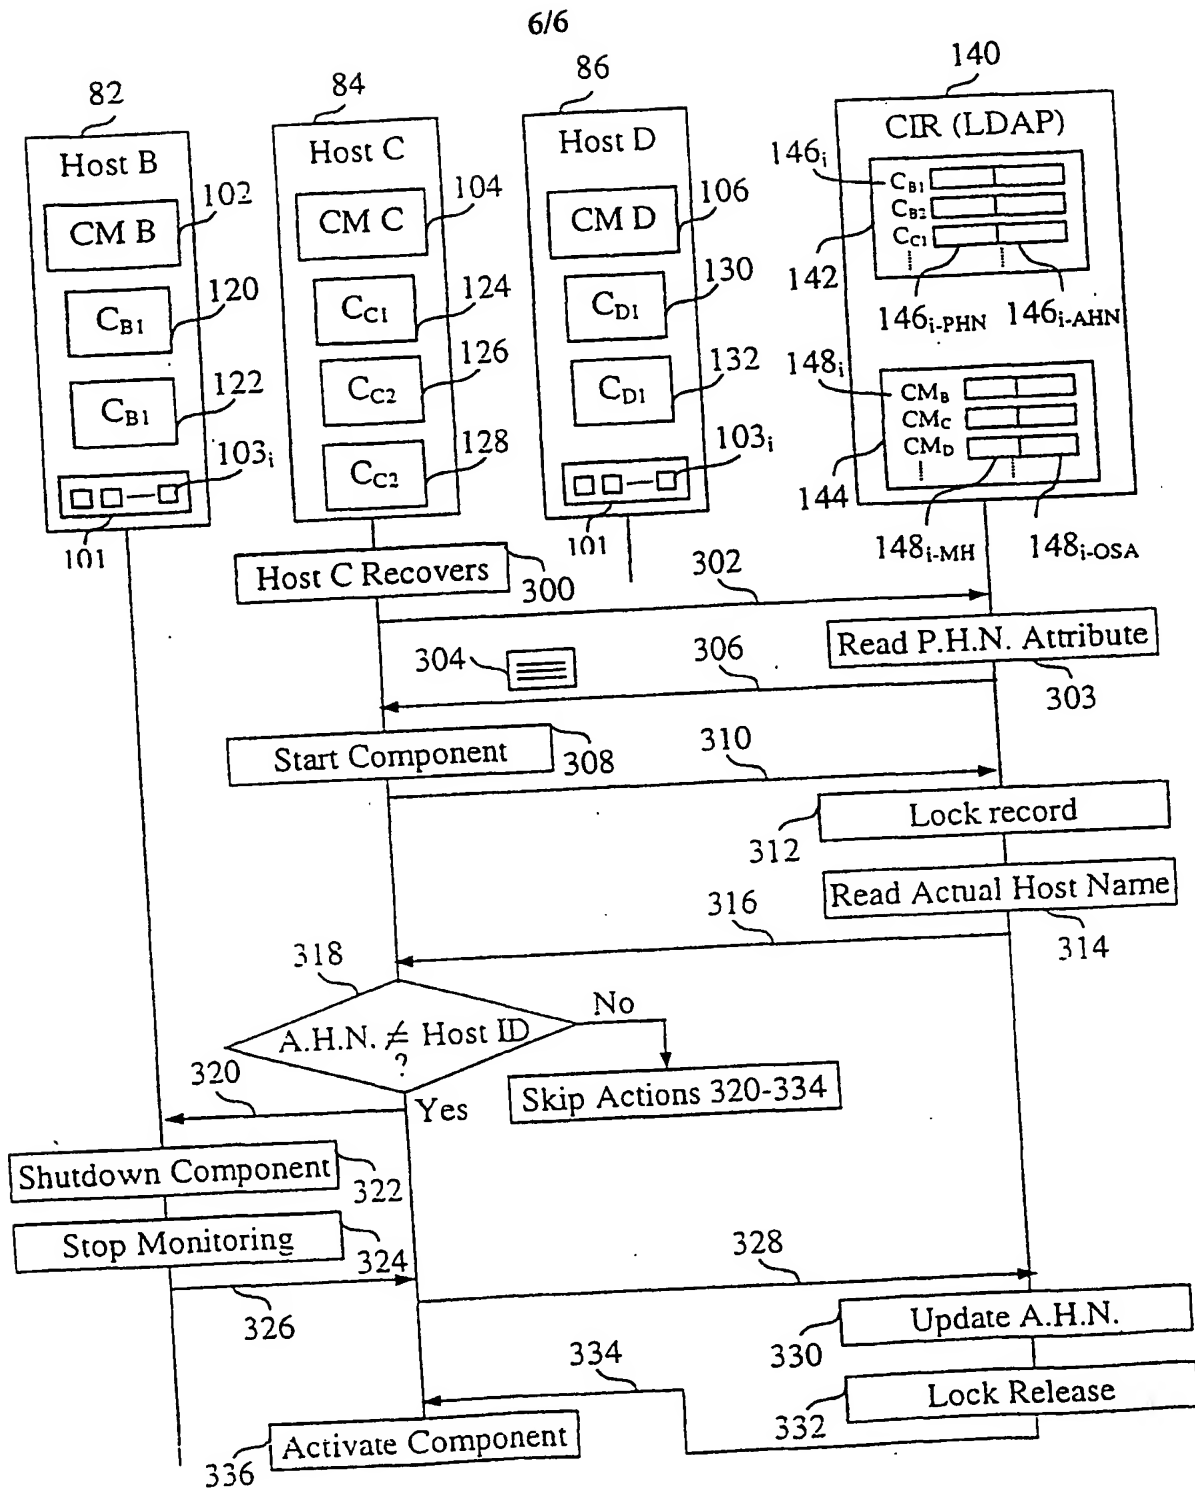 6/6
82
84
86
140
Host B
Host C
Host D
CIR (LDAP)
102
CM B
104
CM C
106
CM D
146i
CB1
CB2
CC1
142
146i-PHN
146i-AHN
120
CB1
124
CC1
130
CD1
122
CB1
126
CC2
132
CD1
148i
CMB
CMC
CMD
144
148i-MH
148i-OSA
128
CC2
103i
101
103i
101
Host C Recovers
300
302
Read P.H.N. Attribute
303
304
306
Start Component
308
310
Lock record
312
Read Actual Host Name
314
316
318
A.H.N. ≠ Host ID
?
No
Skip Actions 320-334
Yes
320
Shutdown Component
322
Stop Monitoring
324
326
328
Update A.H.N.
330
Lock Release
332
334
Activate Component
336